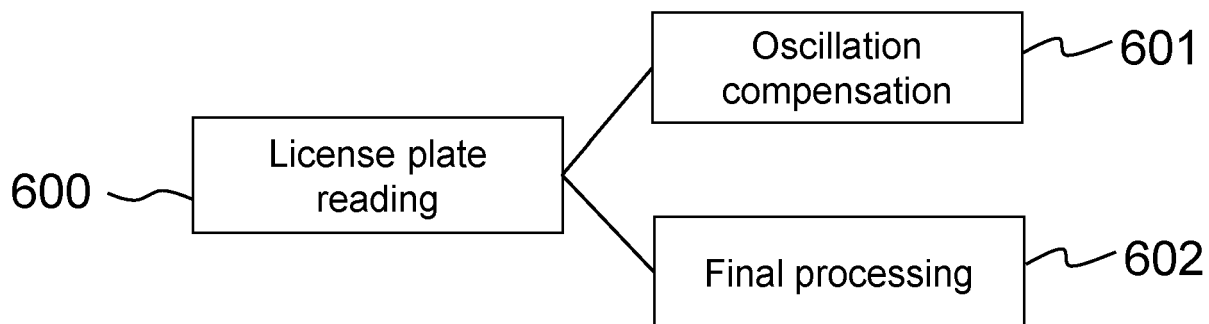 Oscillation
compensation
601
License plate
reading
600
Final processing
602